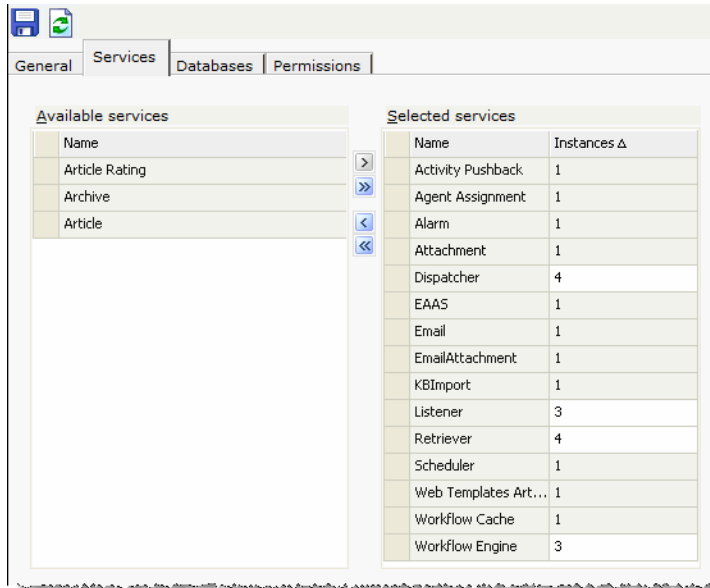 General Services Databases Permissions
Available services
Name
Article Rating
Archive
Article
Selected services
Name Instances Δ
Activity Pushback 1
Agent Assignment 1
Alarm 1
Attachment 1
Dispatcher 4
EAAS 1
Email 1
EmailAttachment 1
KBImport 1
Listener 3
Retriever 4
Scheduler 1
Web Templates Art... 1
Workflow Cache 1
Workflow Engine 3